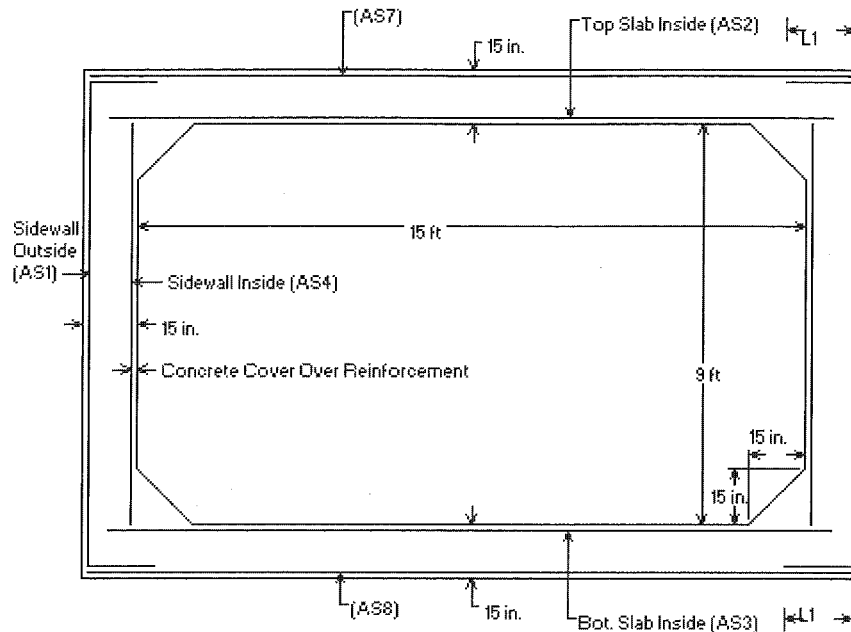 (AS7)
15 in.
Top Slab Inside (AS2)
L1
15 ft
Sidewall
Outside
(AS1)
Sidewall Inside (AS4)
15 in.
Concrete Cover Over Reinforcement
9 ft
15 in.
15 in.
(AS8)
15 in.
Bot. Slab Inside (AS3)
L1